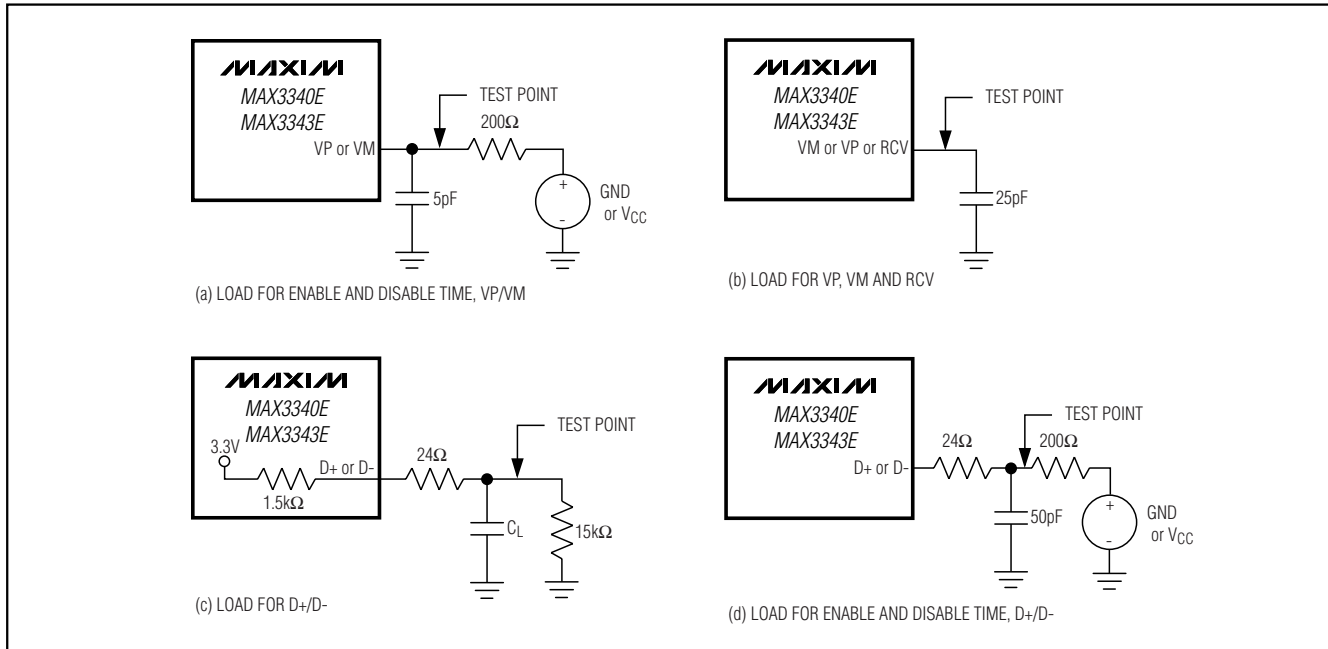 MAXIM
MAX3340E
MAX3343E
VP or VM
TEST POINT
200Ω
5pF
+
-
GND
or VCC
(a) LOAD FOR ENABLE AND DISABLE TIME, VP/VM
MAXIM
MAX3340E
MAX3343E
VM or VP or RCV
TEST POINT
25pF
(b) LOAD FOR VP, VM AND RCV
MAXIM
MAX3340E
MAX3343E
3.3V
1.5kΩ
D+ or D-
24Ω
TEST POINT
CL
15kΩ
(c) LOAD FOR D+/D-
MAXIM
MAX3340E
MAX3343E
D+ or D-
24Ω
TEST POINT
200Ω
50pF
+
-
GND
or VCC
(d) LOAD FOR ENABLE AND DISABLE TIME, D+/D-